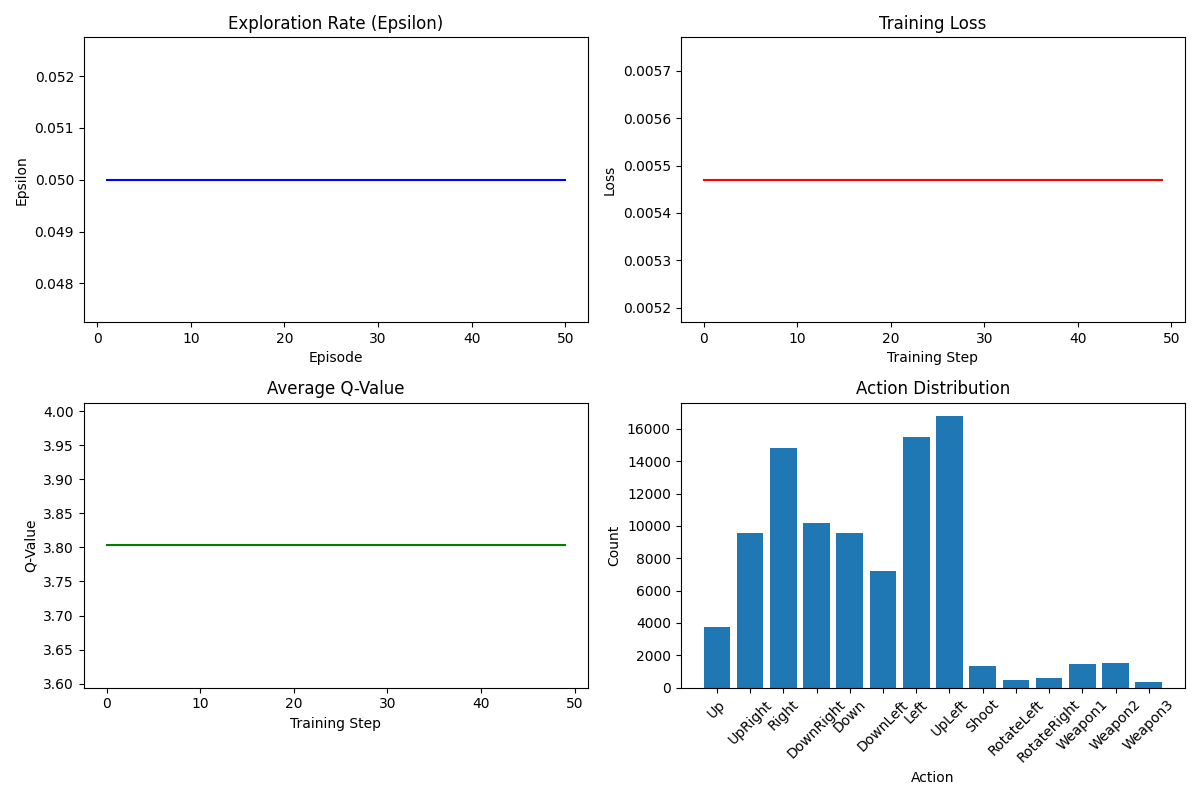 Exploration Rate (Epsilon)
Epsilon
0.052
0.051
0.050
0.049
0.048
0 10 20 30 40 50
Episode
Training Loss
Loss
0.0057
0.0056
0.0055
0.0054
0.0053
0.0052
0 10 20 30 40 50
Training Step
Average Q-Value
Q-Value
4.00
3.95
3.90
3.85
3.80
3.75
3.70
3.65
3.60
0 10 20 30 40 50
Training Step
Action Distribution
Count
16000
14000
12000
10000
8000
6000
4000
2000
0
Up
UpRight
Right
DownRight
Down
DownLeft
Left
UpLeft
Shoot
RotateLeft
RotateRight
Weapon1
Weapon2
Weapon3
Action